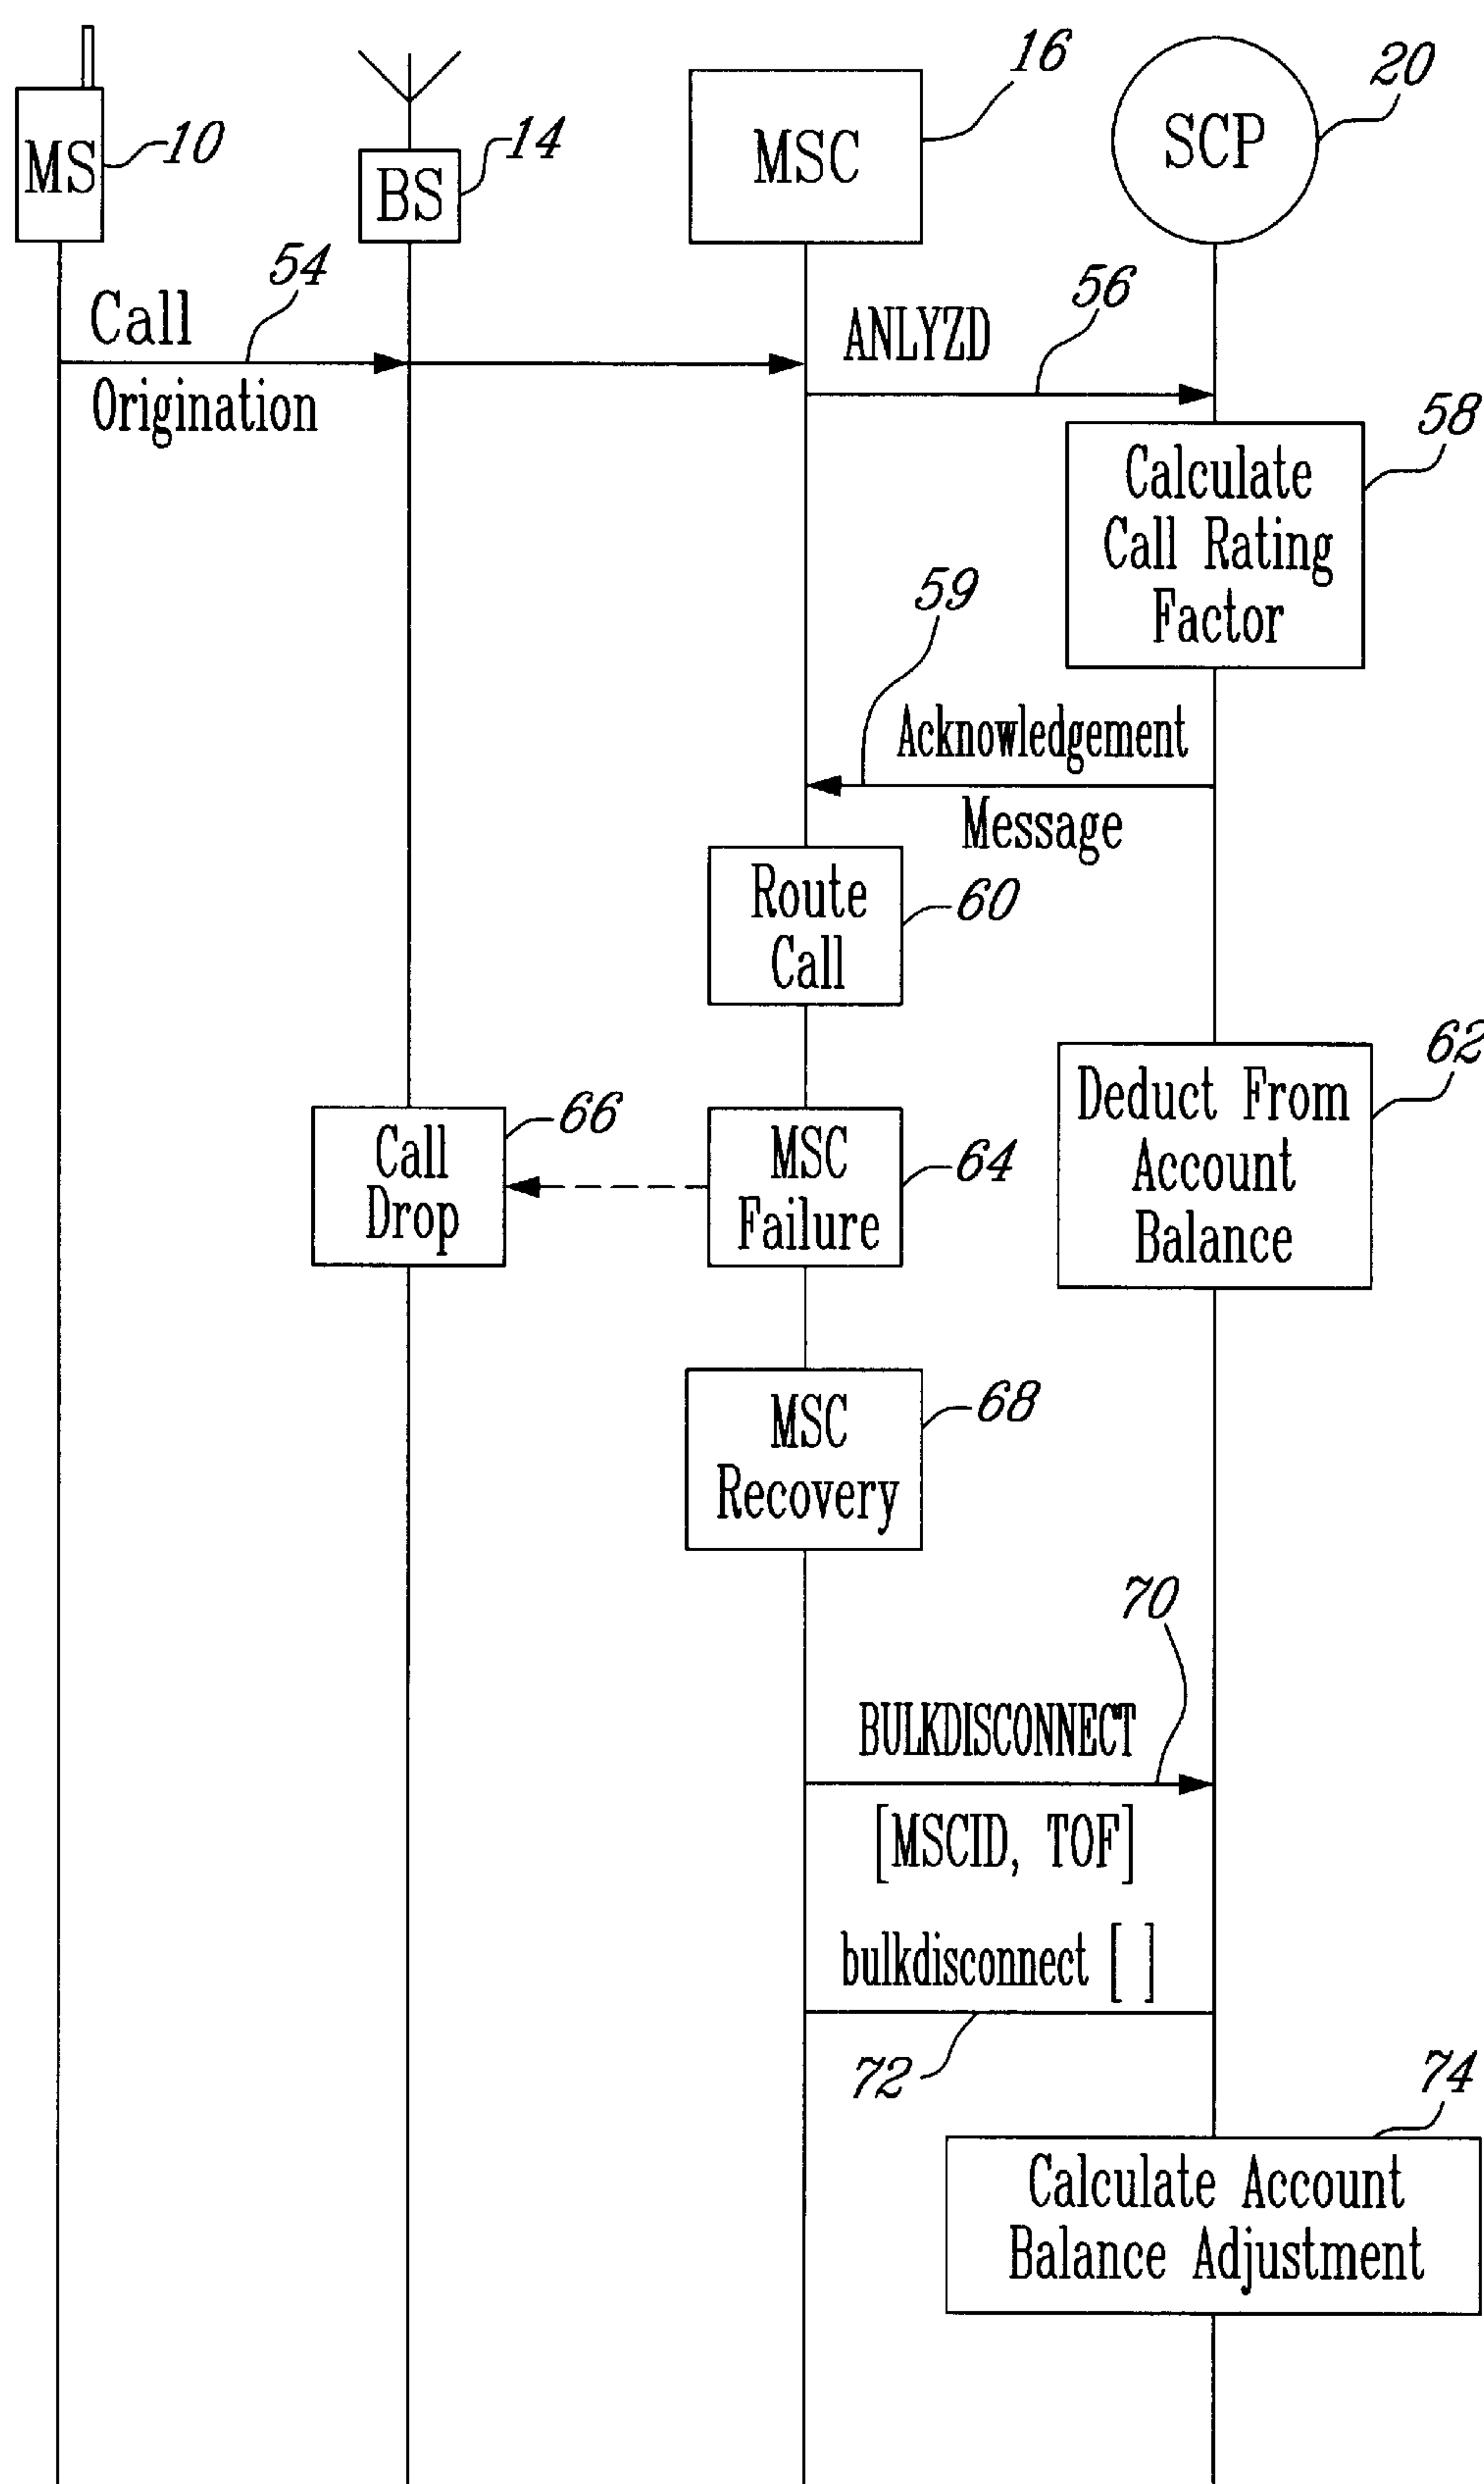 16
20
MS
10
14
BS
MSC
SCP
54
Call
Origination
56
ANLYZD
58
Calculate
Call Rating
Factor
59
Acknowledgement
Message
Route
Call
60
62
Deduct From
Account
Balance
66
Call
Drop
MSC
Failure
64
MSC
Recovery
68
70
BULKDISCONNECT
[MSCID, TOF]
bulkdisconnect [ ]
72
74
Calculate Account
Balance Adjustment